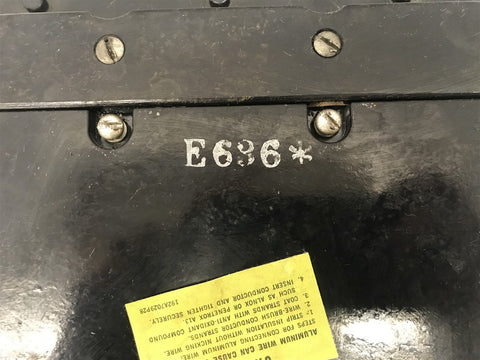 E636*
ALUMINUM WIRE CAN CAUSE
STEPS FOR CONNECTING ALUMINUM WIRE
1- STRIP INSULATION WITHOUT NICKING WIRE.
2. WIRE-BRUSH CONDUCTOR STRANDS
3. COAT STRANDS WITH ANTI-OXIDANT COMPOUND
SUCH AS ALNOX OR PENETROX A13
4. INSERT CONDUCTOR AND TIGHTEN SECURELY.